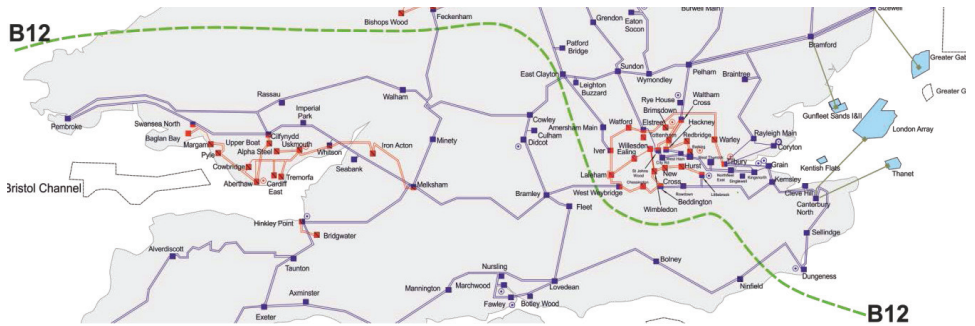 Bishops Wood
Feckenham
Grendon
Eaton
Socon
Burwell Main
Sizewell
B12
Patford
Bridge
Bramford
Greater Gab
East Claydon
Sundon
Wymondley
Pelham
Braintree
Leighton
Buzzard
Greater G
Rassau
Walham
Rye House
Waltham
Cross
Imperial
Park
Brimsdown
Gunfleet Sands I&II
Pembroke
Swansea North
Cowley
Culham
Didcot
Amersham Main
Watford
Elstree
Hackney
London Array
Baglan Bay
Cilfynydd
Minety
Tottenham
Redbridge
Warley
Rayleigh Main
Coryton
Margam
Upper Boat
Uskmouth
Iron Acton
Willesden
Ealing
Pyle
Alpha Steel
Whitson
Iver
Tilbury
Grain
Kentish Flats
Cowbridge
Seabank
St Johns
Wood
Hurst
Thanet
Bristol Channel
Aberthaw
Cardiff
East
Tremorfa
Melksham
Laleham
Chessington
New
Cross
Kemsley
Bramley
West Weybridge
Beddington
Cleve Hill
Canterbury
North
Fleet
Wimbledon
Hinkley Point
Bridgwater
Sellindge
Alverdiscott
Taunton
Bolney
Dungeness
Nursling
Marchwood
Lovedean
Ninfield
Axminster
Mannington
Fawley
Botley Wood
Exeter
B12